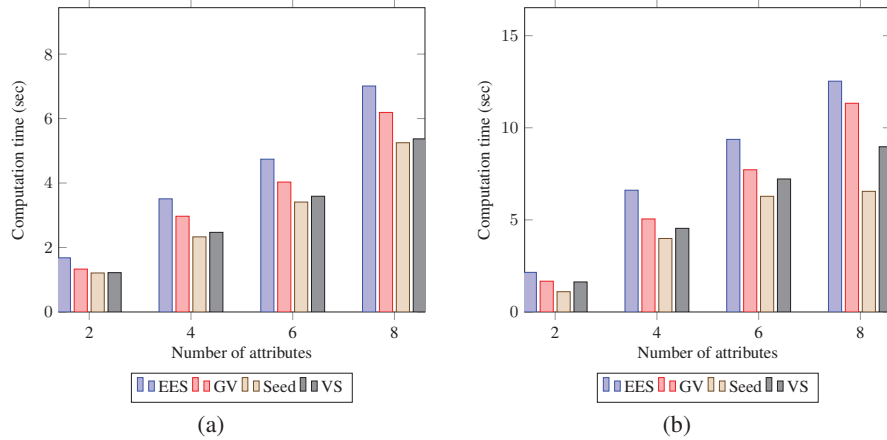 8
6
4
2
0
Computation time (sec)
2 4 6 8
Number of attributes
EES GV Seed VS
(a)
15
10
5
0
Computation time (sec)
2 4 6 8
Number of attributes
EES GV Seed VS
(b)